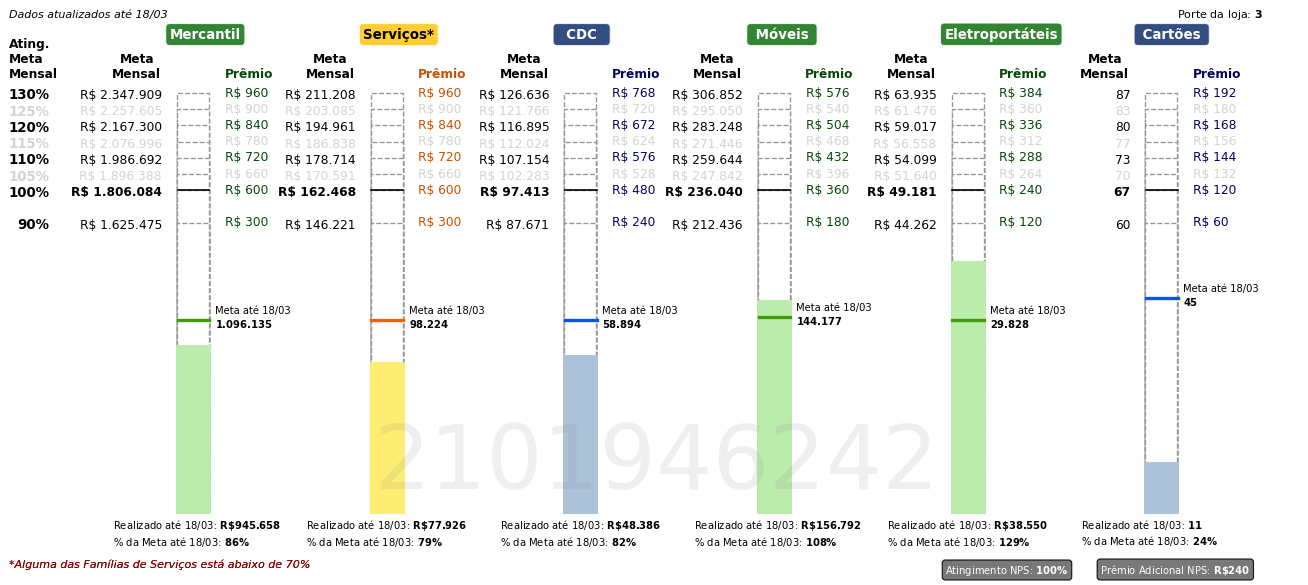 Dados atualizados até 18/03
Porte da loja: 3
Mercantil Serviços* CDC Móveis Eletroportáteis Cartões
Ating. Meta Mensal
Meta Mensal Prêmio Meta Mensal Prêmio Meta Mensal Prêmio Meta Mensal Prêmio Meta Mensal Prêmio Meta Mensal Prêmio
130% R$ 2.347.909 R$ 960 R$ 211.208 R$ 960 R$ 126.636 R$ 768 R$ 306.852 R$ 576 R$ 63.935 R$ 384 87 R$ 192
125% R$ 2.257.605 R$ 900 R$ 203.085 R$ 900 R$ 121.766 R$ 720 R$ 295.050 R$ 540 R$ 61.476 R$ 360 83 R$ 180
120% R$ 2.167.300 R$ 840 R$ 194.961 R$ 840 R$ 116.895 R$ 672 R$ 283.248 R$ 504 R$ 59.017 R$ 336 80 R$ 168
115% R$ 2.076.996 R$ 780 R$ 186.838 R$ 780 R$ 112.024 R$ 624 R$ 271.446 R$ 468 R$ 56.558 R$ 312 77 R$ 156
110% R$ 1.986.692 R$ 720 R$ 178.714 R$ 720 R$ 107.154 R$ 576 R$ 259.644 R$ 432 R$ 54.099 R$ 288 73 R$ 144
105% R$ 1.896.388 R$ 660 R$ 170.591 R$ 660 R$ 102.283 R$ 528 R$ 247.842 R$ 396 R$ 51.640 R$ 264 70 R$ 132
100% R$ 1.806.084 R$ 600 R$ 162.468 R$ 600 R$ 97.413 R$ 480 R$ 236.040 R$ 360 R$ 49.181 R$ 240 67 R$ 120
90% R$ 1.625.475 R$ 300 R$ 146.221 R$ 300 R$ 87.671 R$ 240 R$ 212.436 R$ 180 R$ 44.262 R$ 120 60 R$ 60
Meta até 18/03 Meta até 18/03 Meta até 18/03 Meta até 18/03 Meta até 18/03 Meta até 18/03
1.096.135 98.224 58.894 144.177 29.828 45
2101946242
Realizado até 18/03: R$945.658 Realizado até 18/03: R$77.926 Realizado até 18/03: R$48.386 Realizado até 18/03: R$156.792 Realizado até 18/03: R$38.550 Realizado até 18/03: 11
% da Meta até 18/03: 86% % da Meta até 18/03: 79% % da Meta até 18/03: 82% % da Meta até 18/03: 108% % da Meta até 18/03: 129% % da Meta até 18/03: 24%
*Alguma das Famílias de Serviços está abaixo de 70%
Atingimento NPS: 100% Prêmio Adicional NPS: R$240